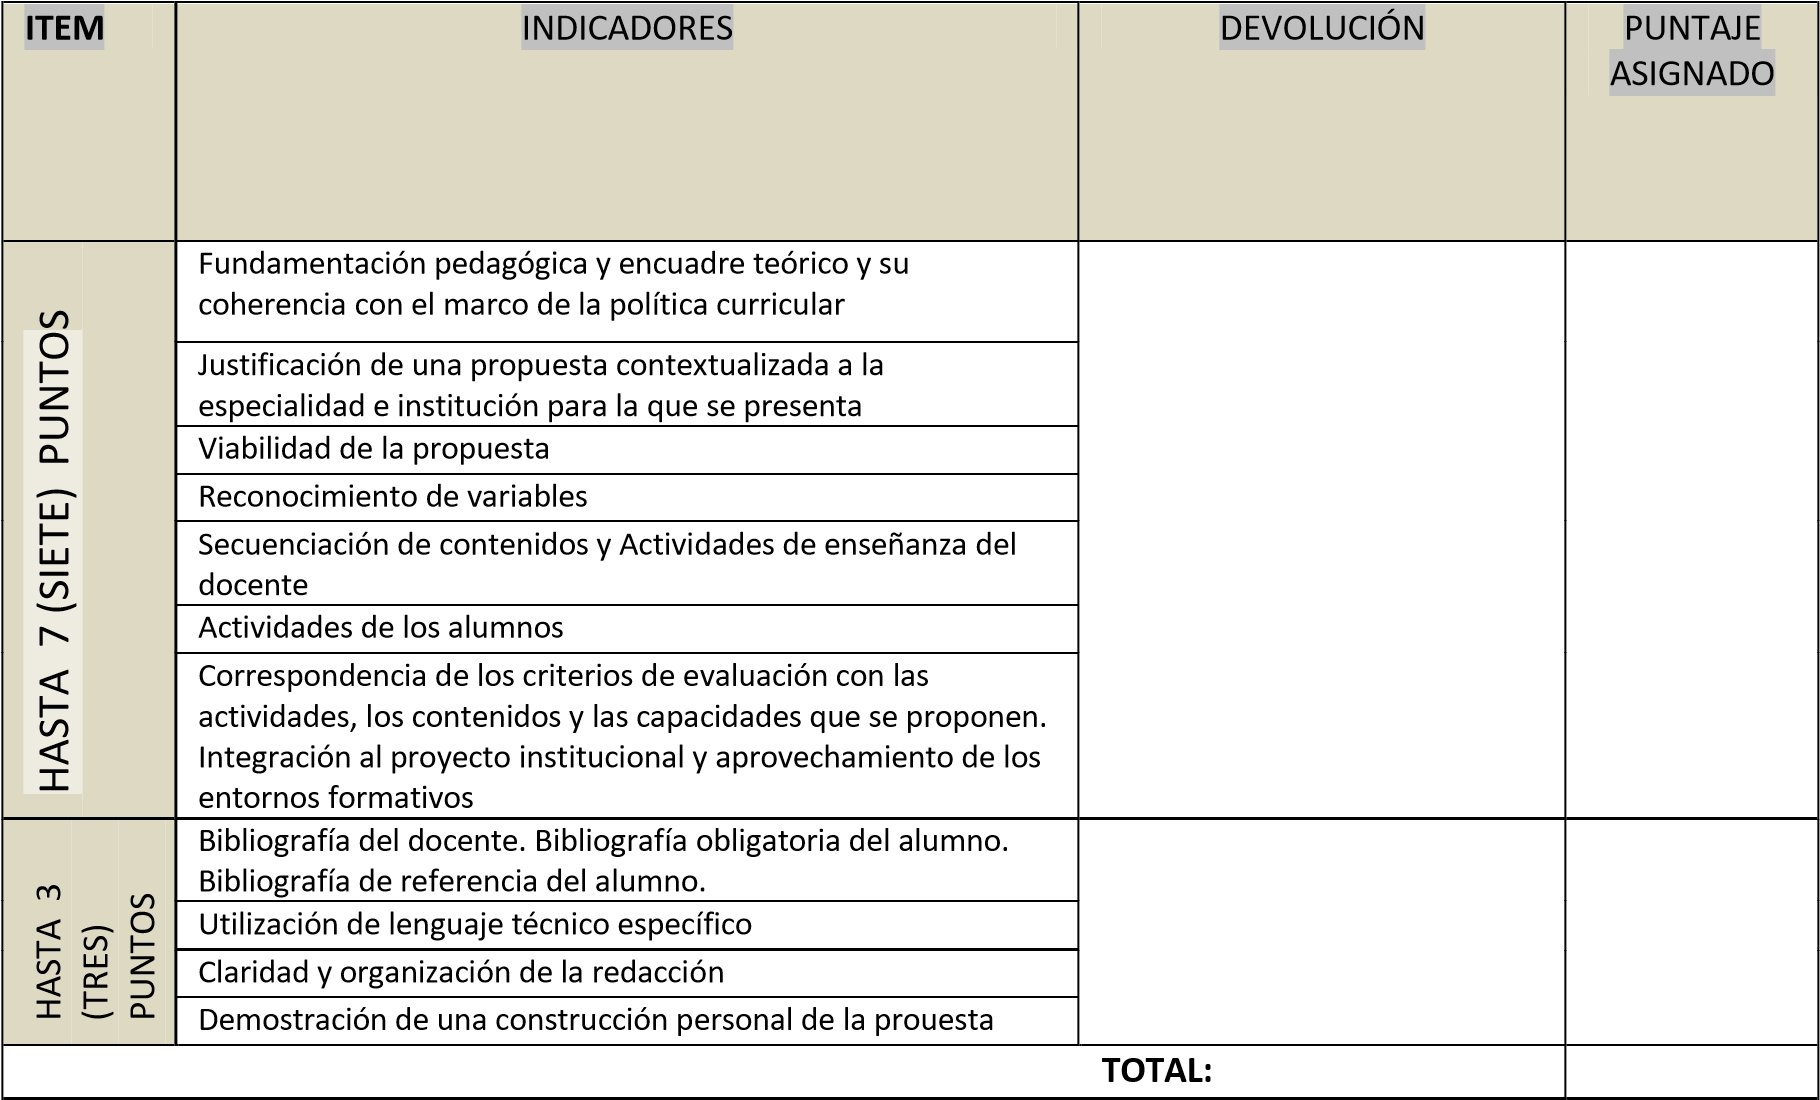 ITEM
INDICADORES
DEVOLUCIÓN
PUNTAJE
ASIGNADO
HASTA 7 (SIETE) PUNTOS
Fundamentación pedagógica y encuadre teórico y su
coherencia con el marco de la política curricular
Justificación de una propuesta contextualizada a la
especialidad e institución para la que se presenta
Viabilidad de la propuesta
Reconocimiento de variables
Secuenciación de contenidos y Actividades de enseñanza del
docente
Actividades de los alumnos
Correspondencia de los criterios de evaluación con las
actividades, los contenidos y las capacidades que se proponen.
Integración al proyecto institucional y aprovechamiento de los
entornos formativos
HASTA 3
(TRES)
PUNTOS
Bibliografía del docente. Bibliografía obligatoria del alumno.
Bibliografía de referencia del alumno.
Utilización de lenguaje técnico específico
Claridad y organización de la redacción
Demostración de una construcción personal de la prouesta
TOTAL: